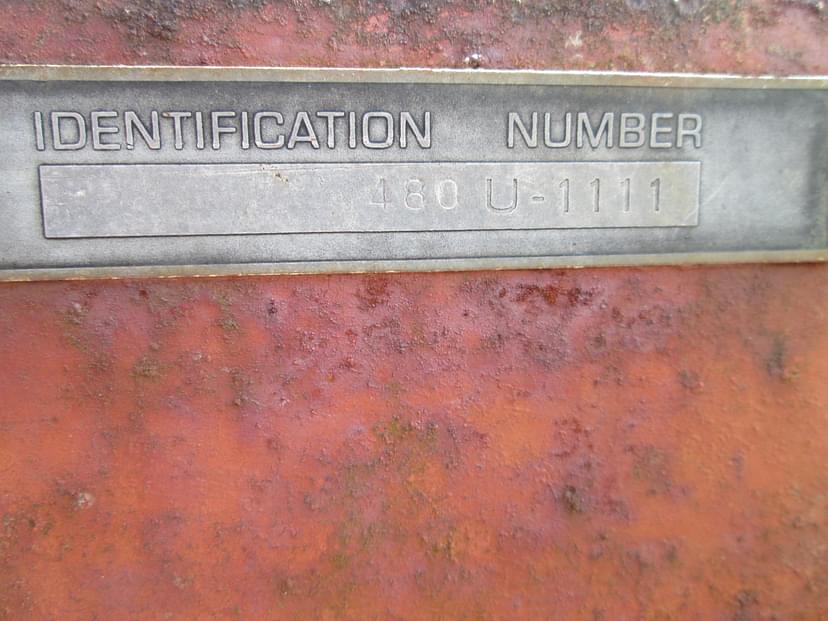 IDENTIFICATION NUMBER
480 U-1111